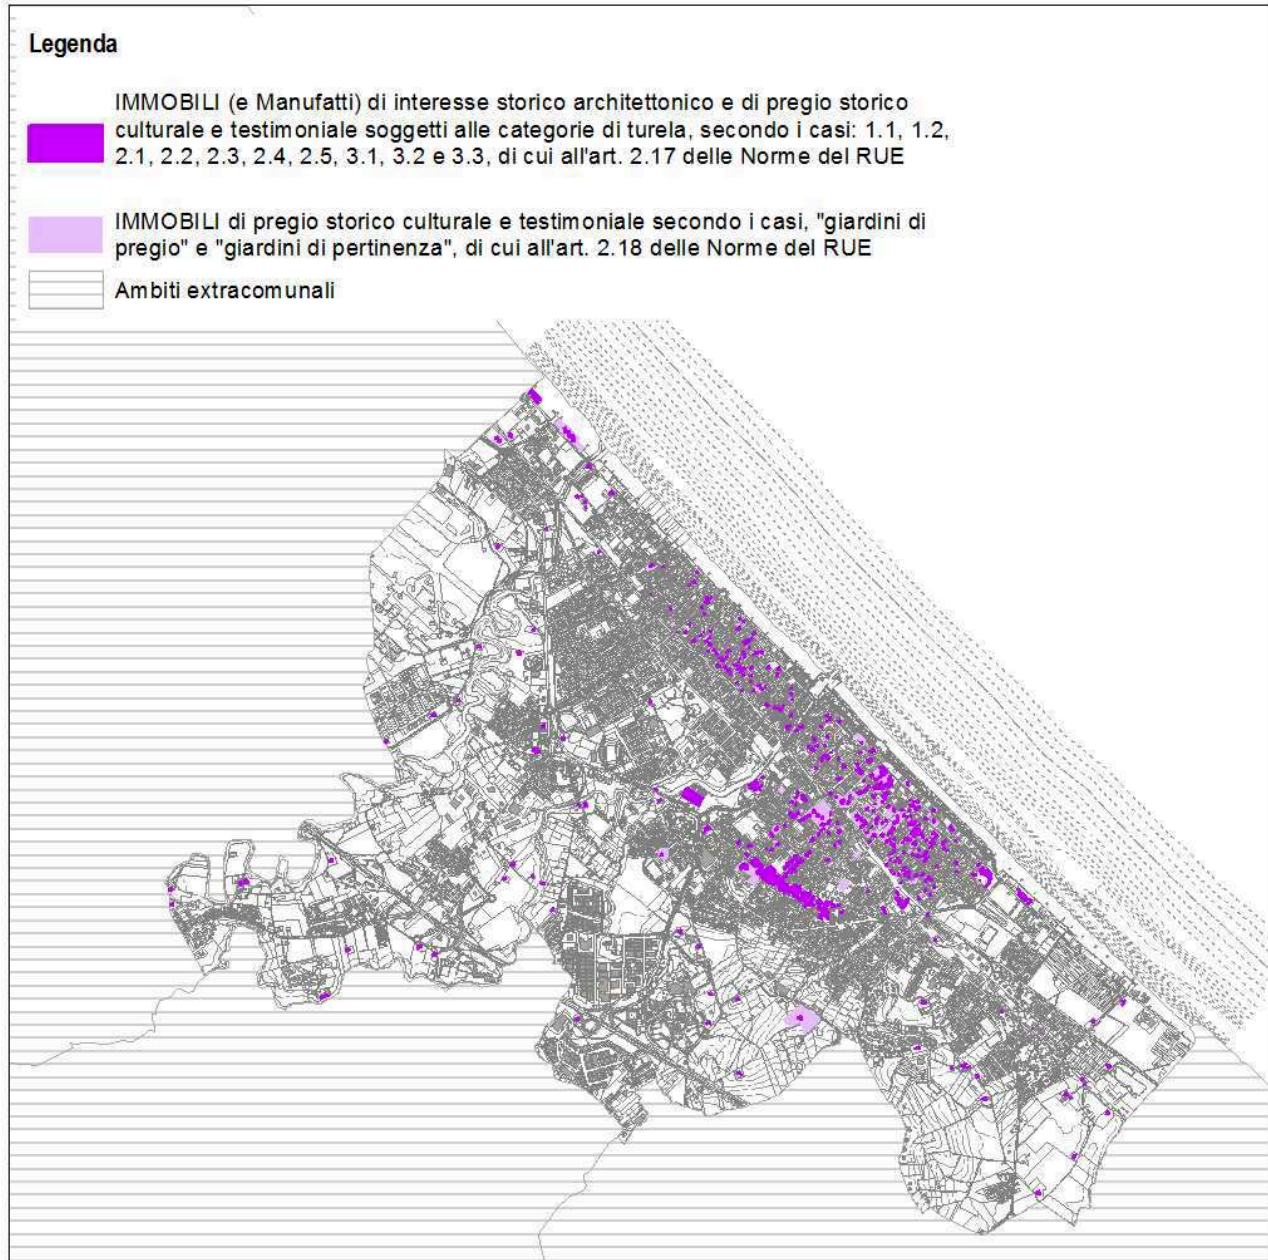 Legenda
IMMOBILI (e Manufatti) di interesse storico architettonico e di pregio storico
culturale e testimoniale soggetti alle categorie di turela, secondo i casi: 1.1, 1.2,
2.1, 2.2, 2.3, 2.4, 2.5, 3.1, 3.2 e 3.3, di cui all'art. 2.17 delle Norme del RUE
IMMOBILI di pregio storico culturale e testimoniale secondo i casi, "giardini di
pregio" e "giardini di pertinenza", di cui all'art. 2.18 delle Norme del RUE
Ambiti extracomunali